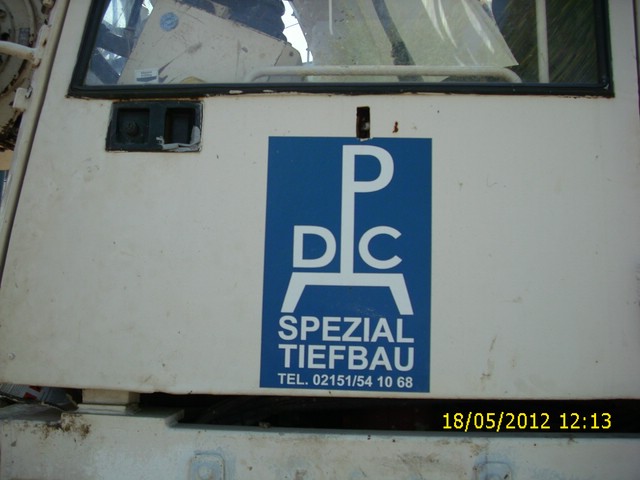 P
DC
SPEZIAL
TIEFBAU
TEL. 02151/54 10 68
18/05/2012 12:13